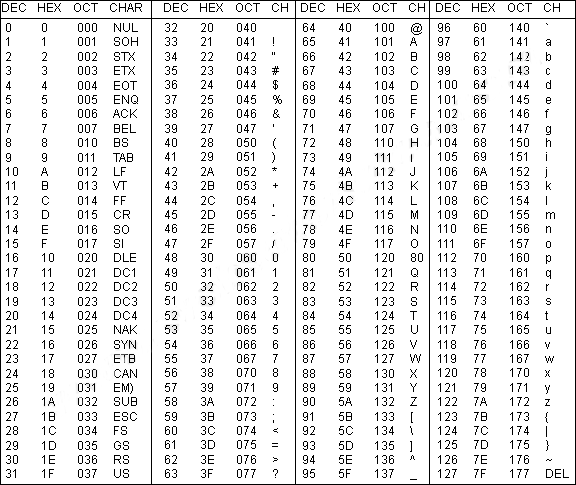 DEC HEX OCT CHAR DEC HEX OCT CH DEC HEX OCT CH DEC HEX OCT CH
0 0 000 NUL 32 20 040 64 40 100 @ 96 60 140 `
1 1 001 SOH 33 21 041 ! 65 41 101 A 97 61 141 a
2 2 002 STX 34 22 042 " 66 42 102 B 98 62 142 b
3 3 003 ETX 35 23 043 # 67 43 103 C 99 63 143 c
4 4 004 EOT 36 24 044 $ 68 44 104 D 100 64 144 d
5 5 005 ENQ 37 25 045 % 69 45 105 E 101 65 145 e
6 6 006 ACK 38 26 046 & 70 46 106 F 102 66 146 f
7 7 007 BEL 39 27 047 ' 71 47 107 G 103 67 147 g
8 8 010 BS 40 28 050 ( 72 48 110 H 104 68 150 h
9 9 011 TAB 41 29 051 ) 73 49 111 I 105 69 151 i
10 A 012 LF 42 2A 052 * 74 4A 112 J 106 6A 152 j
11 B 013 VT 43 2B 053 + 75 4B 113 K 107 6B 153 k
12 C 014 FF 44 2C 054 , 76 4C 114 L 108 6C 154 l
13 D 015 CR 45 2D 055 - 77 4D 115 M 109 6D 155 m
14 E 016 SO 46 2E 056 . 78 4E 116 N 110 6E 156 n
15 F 017 SI 47 2F 057 / 79 4F 117 O 111 6F 157 o
16 10 020 DLE 48 30 060 0 80 50 120 80 112 70 160 p
17 11 021 DC1 49 31 061 1 81 51 121 Q 113 71 161 q
18 12 022 DC2 50 32 062 2 82 52 122 R 114 72 162 r
19 13 023 DC3 51 33 063 3 83 53 123 S 115 73 163 s
20 14 024 DC4 52 34 064 4 84 54 124 T 116 74 164 t
21 15 025 NAK 53 35 065 5 85 55 125 U 117 75 165 u
22 16 026 SYN 54 36 066 6 86 56 126 V 118 76 166 v
23 17 027 ETB 55 37 067 7 87 57 127 W 119 77 167 w
24 18 030 CAN 56 38 070 8 88 58 130 X 120 78 170 x
25 19 031 EM) 57 39 071 9 89 59 131 Y 121 79 171 y
26 1A 032 SUB 58 3A 072 : 90 5A 132 Z 122 7A 172 z
27 1B 033 ESC 59 3B 073 ; 91 5B 133 [ 123 7B 173 {
28 1C 034 FS 60 3C 074 < 92 5C 134 \ 124 7C 174 |
29 1D 035 GS 61 3D 075 = 93 5D 135 ] 125 7D 175 }
30 1E 036 RS 62 3E 076 > 94 5E 136 ^ 126 7E 176 ~
31 1F 037 US 63 3F 077 ? 95 5F 137 _ 127 7F 177 DEL